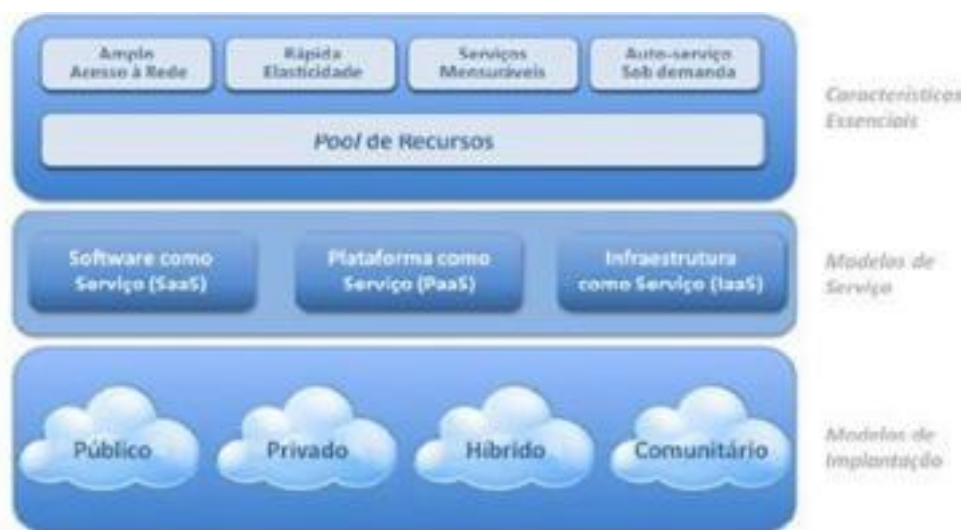 Amplo
Acesso à Rede
Rápida
Elasticidade
Serviços
Mensuráveis
Auto-serviço
Sob demanda
Características
Essenciais
Pool de Recursos
Software como
Serviço (SaaS)
Plataforma como
Serviço (PaaS)
Infraestrutura
como Serviço (IaaS)
Modelos de
Serviço
Público
Privado
Híbrido
Comunitário
Modelos de
Implantação